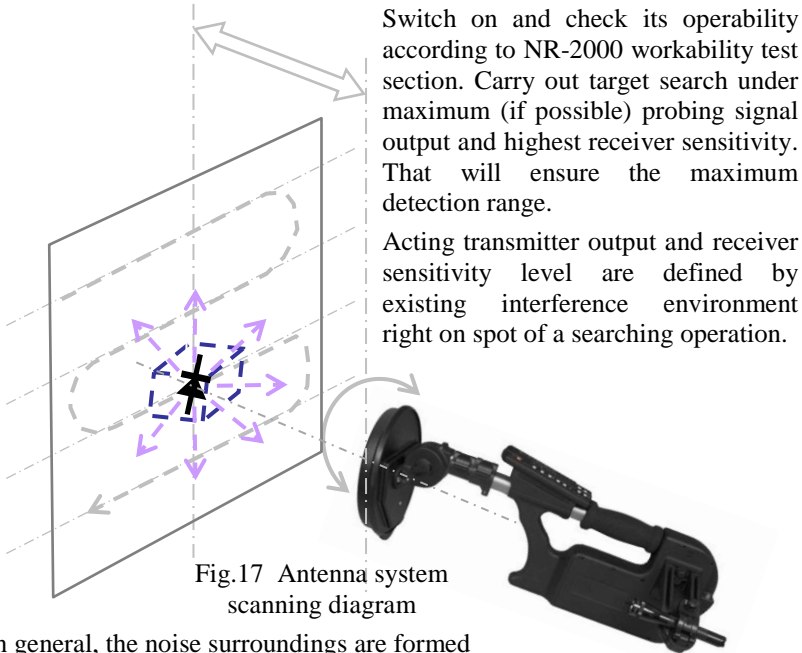 Switch on and check its operability
according to NR-2000 workability test
section. Carry out target search under
maximum (if possible) probing signal
output and highest receiver sensitivity.
That will ensure the maximum
detection range.
Acting transmitter output and receiver
sensitivity level are defined by
existing interference environment
right on spot of a searching operation.
Fig.17 Antenna system
scanning diagram
n general, the noise surroundings are formed